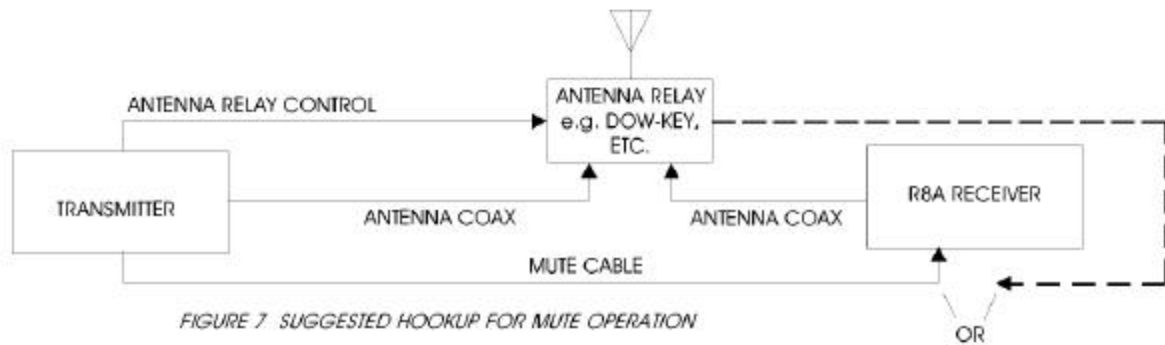 ANTENNA RELAY CONTROL
ANTENNA RELAY
e.g. DOW-KEY,
ETC.
TRANSMITTER
R8A RECEIVER
ANTENNA COAX
ANTENNA COAX
MUTE CABLE
OR
FIGURE 7 SUGGESTED HOOKUP FOR MUTE OPERATION